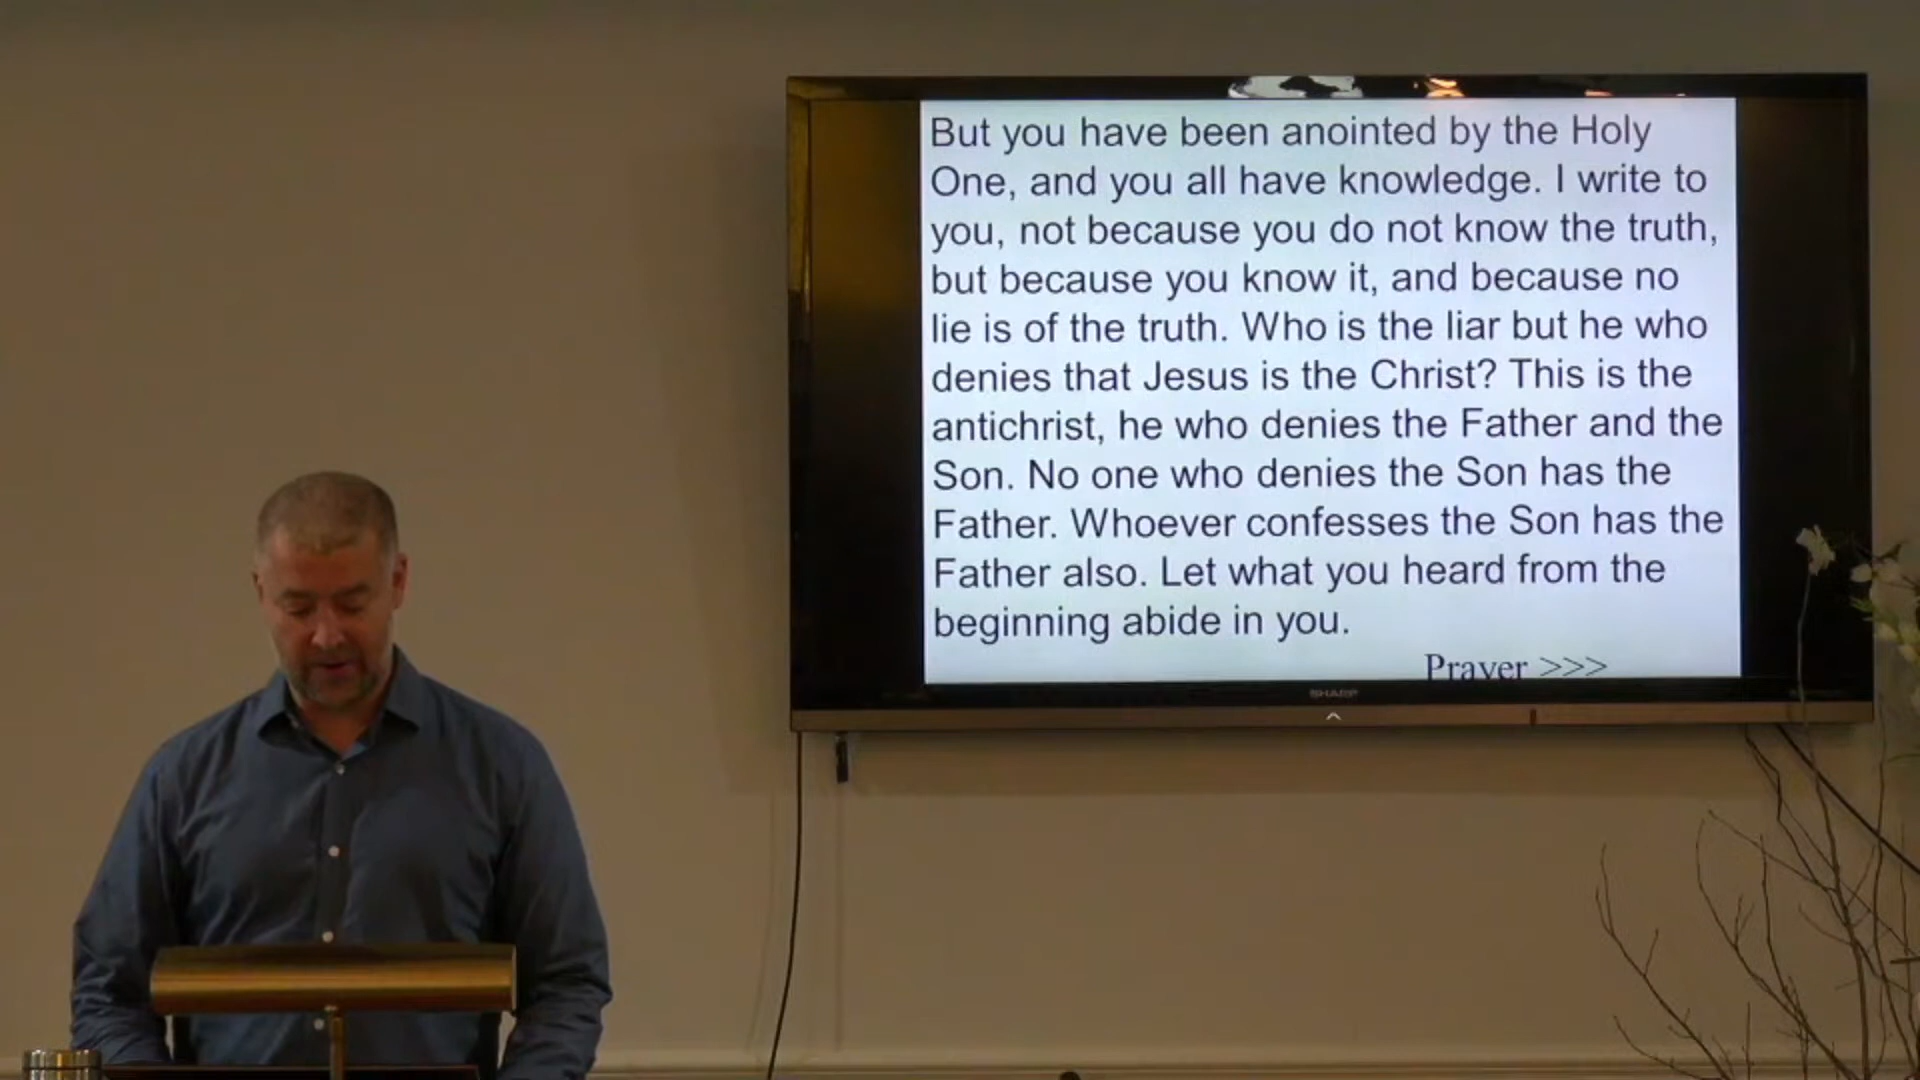 But you have been anointed by the Holy
One, and you all have knowledge. I write to
you, not because you do not know the truth,
but because you know it, and because no
lie is of the truth. Who is the liar but he who
denies that Jesus is the Christ? This is the
antichrist, he who denies the Father and the
Son. No one who denies the Son has the
Father. Whoever confesses the Son has the
Father also. Let what you heard from the
beginning abide in you.
Prayer >>>
SHARP